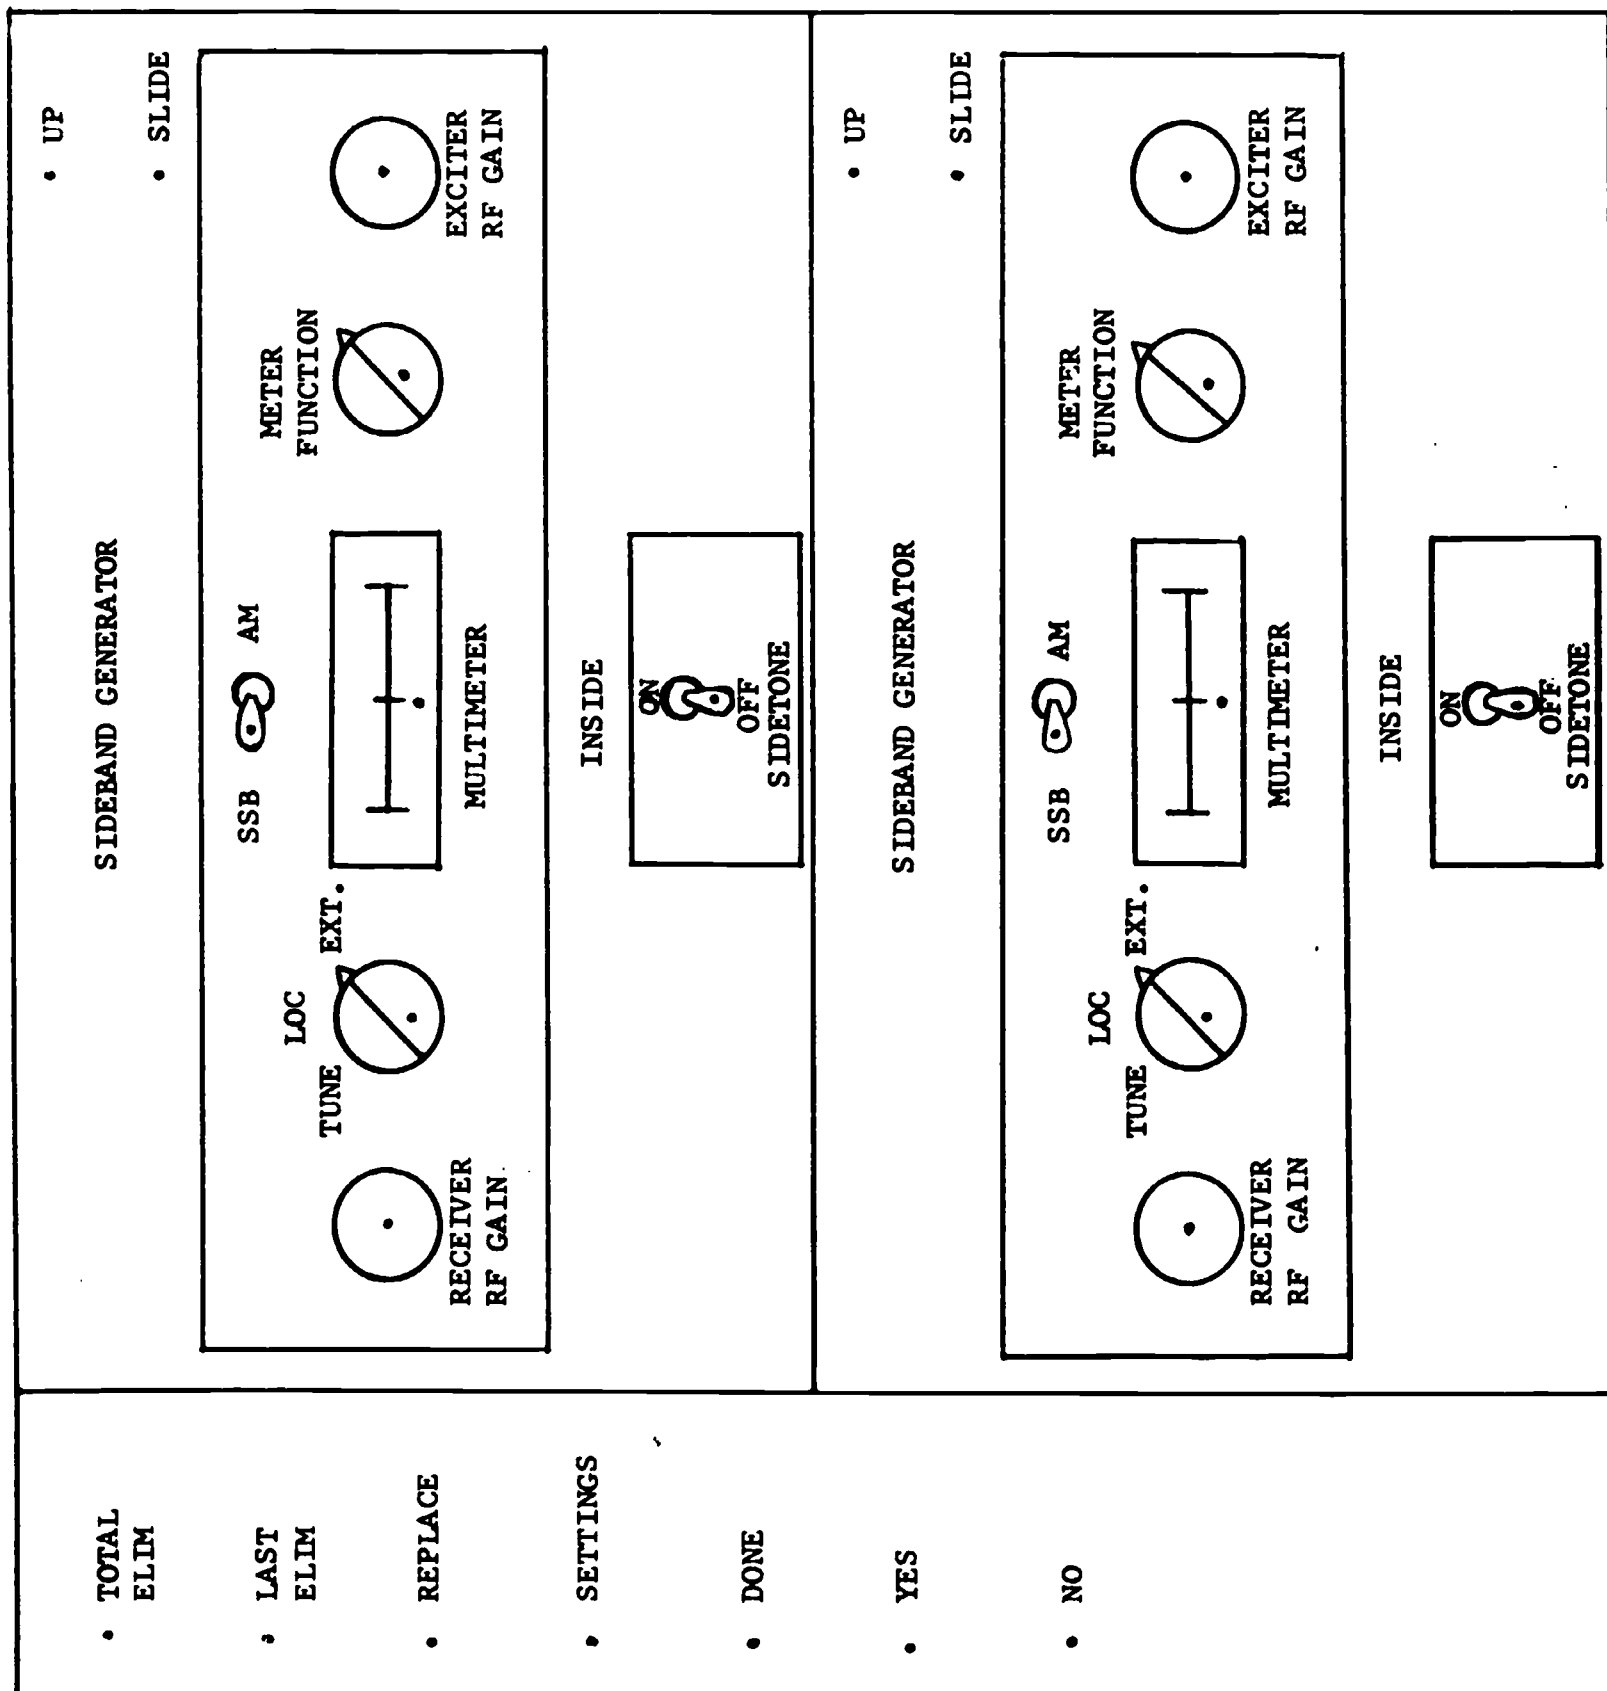 TOTAL
ELIM
LAST
ELIM
REPLACE
SETTINGS
DONE
YES
NO
SIDEBAND GENERATOR
UP
SLIDE
SSB AM
METER
FUNCTION
LOC
TUNE EXT.
RECEIVER
RF GAIN
MULTIMETER
EXCITER
RF GAIN
INSIDE
ON
OFF
SIDETONE
SIDEBAND GENERATOR
UP
SLIDE
SSB AM
METER
FUNCTION
LOC
TUNE EXT.
RECEIVER
RF GAIN
MULTIMETER
EXCITER
RF GAIN
INSIDE
ON
OFF
SIDETONE